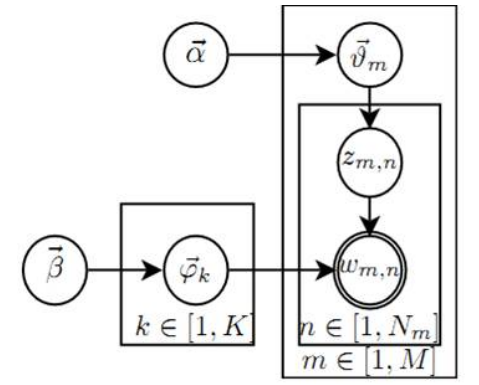 $\vec{\alpha}$
$\vec{\vartheta}_m$
$z_{m,n}$
$\vec{\beta}$
$\vec{\varphi}_k$
$w_{m,n}$
$k \in [1, K]$
$n \in [1, N_m]$
$m \in [1, M]$